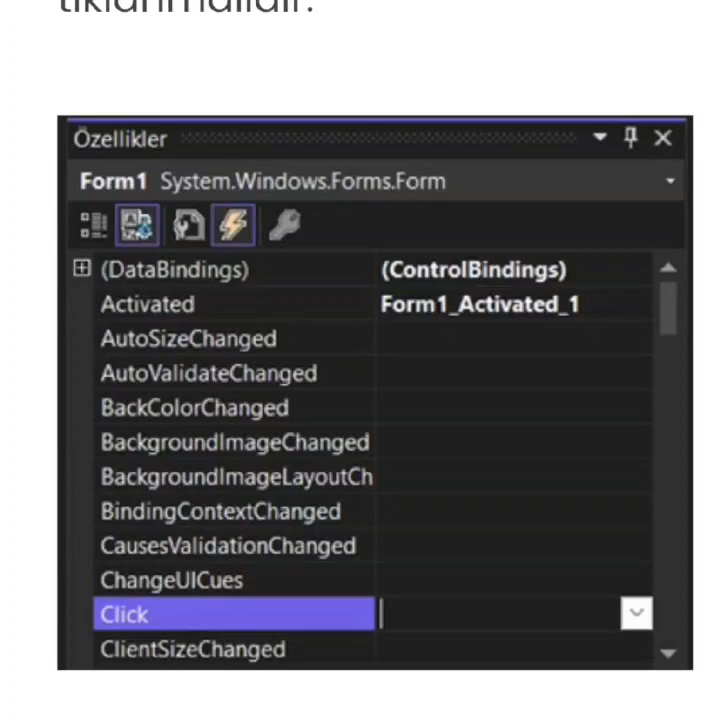 tıklanmalıdır.
Özellikler
Form1 System.Windows.Forms.Form
(DataBindings) (ControlBindings)
Activated Form1_Activated_1
AutoSizeChanged
AutoValidateChanged
BackColorChanged
BackgroundImageChanged
BackgroundImageLayoutCh
BindingContextChanged
CausesValidationChanged
ChangeUICues
Click
ClientSizeChanged